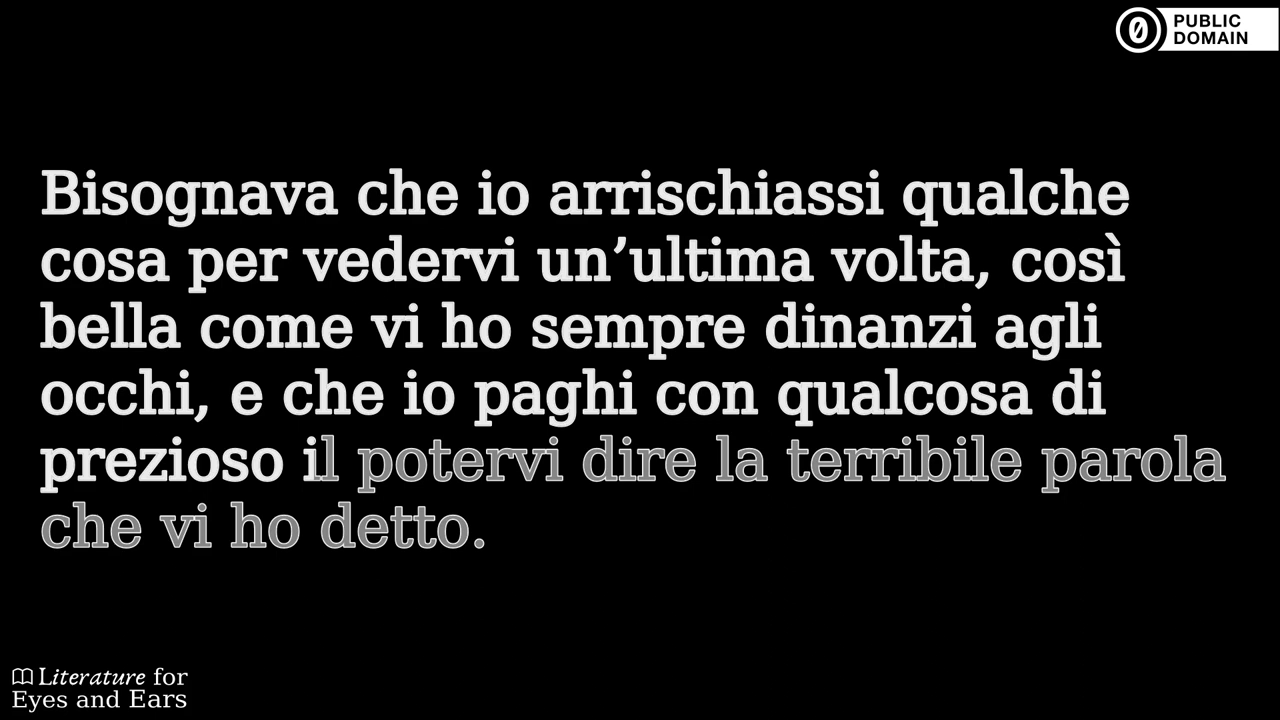 PUBLIC
DOMAIN
Bisognava che io arrischiassi qualche
cosa per vedervi un’ultima volta, così
bella come vi ho sempre dinanzi agli
occhi, e che io paghi con qualcosa di
prezioso il potervi dire la terribile parola
che vi ho detto.
Literature for
Eyes and Ears